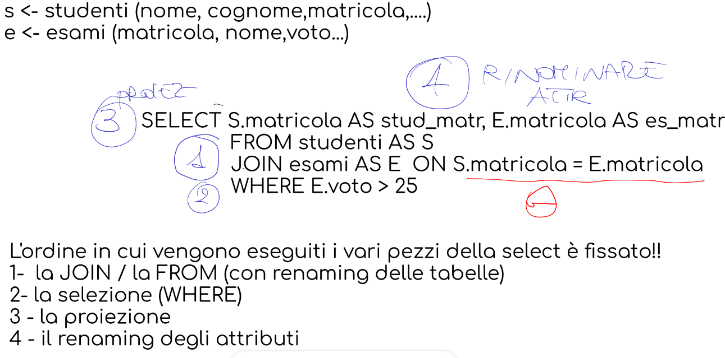 s <- studenti (nome, cognome,matricola,....)
e <- esami (matricola, nome,voto...)
4 RINOMINARE
ATTR
PROIEZ
3 SELECT S.matricola AS stud_matr, E.matricola AS es_matr
FROM studenti AS S
1 JOIN esami AS E ON S.matricola = E.matricola
2 WHERE E.voto > 25
L'ordine in cui vengono eseguiti i vari pezzi della select è fissato!!
1- la JOIN / la FROM (con renaming delle tabelle)
2- la selezione (WHERE)
3 - la proiezione
4 - il renaming degli attributi